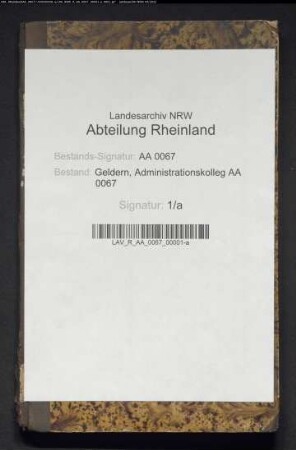 Landesarchiv NRW
Abteilung Rheinland
Bestands-Signatur: AA 0067
Bestand: Geldern, Administrationskolleg AA
0067
Signatur: 1/a
LAV_R_AA_0067_00001-a